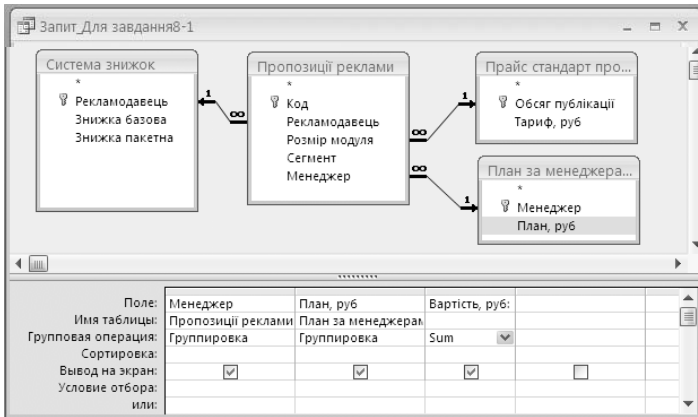 Запит_Для завдання8-1
Система знижок
*
Рекламодавець
Знижка базова
Знижка пакетна
Пропозиції реклами
*
Код
Рекламодавець
Розмір модуля
Сегмент
Менеджер
Прайс стандарт про...
*
Обсяг публікації
Тариф, руб
План за менеджера...
*
Менеджер
План, руб
1 ∞
∞ 1
∞ 1
Поле: Менеджер План, руб Вартість, руб:
Имя таблицы: Пропозиції реклами План за менеджерам
Групповая операция: Группировка Группировка Sum
Сортировка:
Вывод на экран:
Условие отбора:
или: